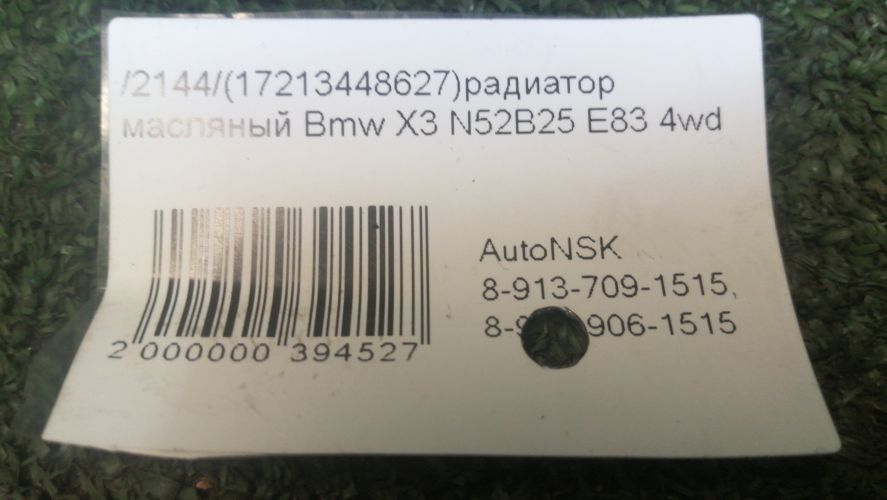 /2144/(17213448627)радиатор
масляный Bmw X3 N52B25 E83 4wd
AutoNSK
8-913-709-1515,
906-1515
2 000000 394527